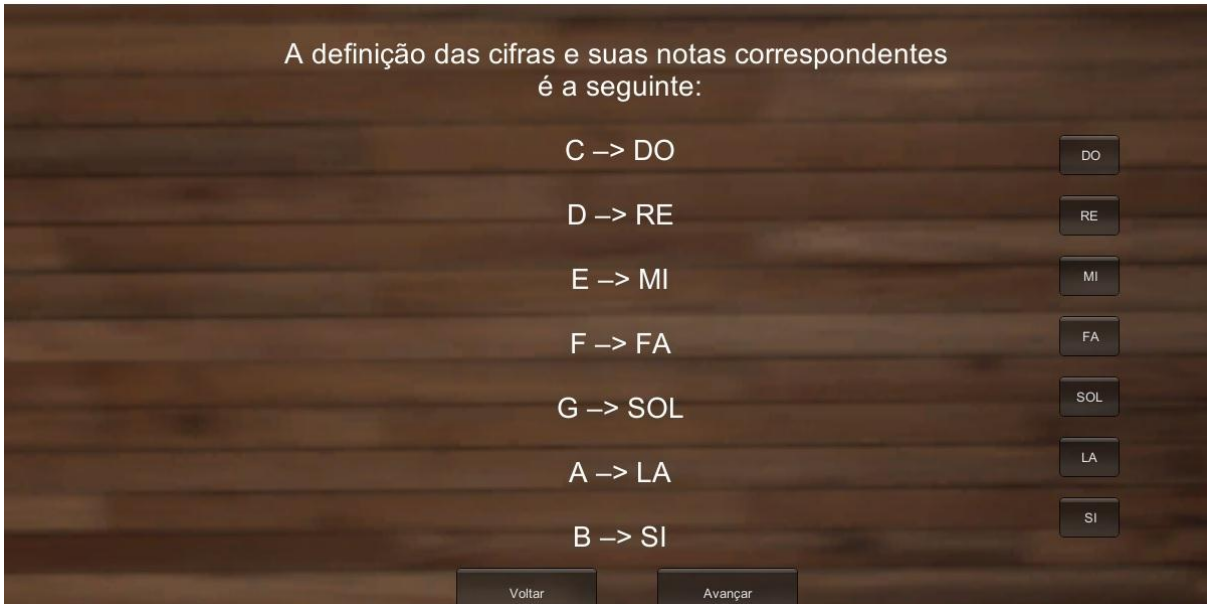 A definição das cifras e suas notas correspondentes
é a seguinte:
C –> DO
D –> RE
E –> MI
F –> FA
G –> SOL
A –> LA
B –> SI
DO
RE
MI
FA
SOL
LA
SI
Voltar
Avançar